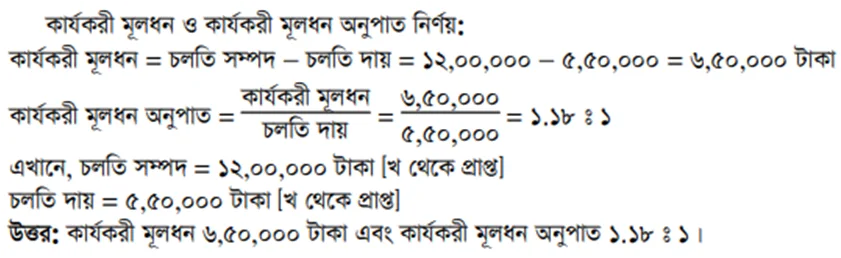 কার্যকরী মূলধন ও কার্যকরী মূলধন অনুপাত নির্ণয়:
কার্যকরী মূলধন = চলতি সম্পদ – চলতি দায় = ১২,০০,০০০ – ৫,৫০,০০০ = ৬,৫০,০০০ টাকা
কার্যকরী মূলধন অনুপাত = কার্যকরী মূলধন / চলতি দায় = ৬,৫০,০০০ / ৫,৫০,০০০ = ১.১৮ ঃ ১
এখানে, চলতি সম্পদ = ১২,০০,০০০ টাকা [খ থেকে প্রাপ্ত]
চলতি দায় = ৫,৫০,০০০ টাকা [খ থেকে প্রাপ্ত]
উত্তর: কার্যকরী মূলধন ৬,৫০,০০০ টাকা এবং কার্যকরী মূলধন অনুপাত ১.১৮ ঃ ১।